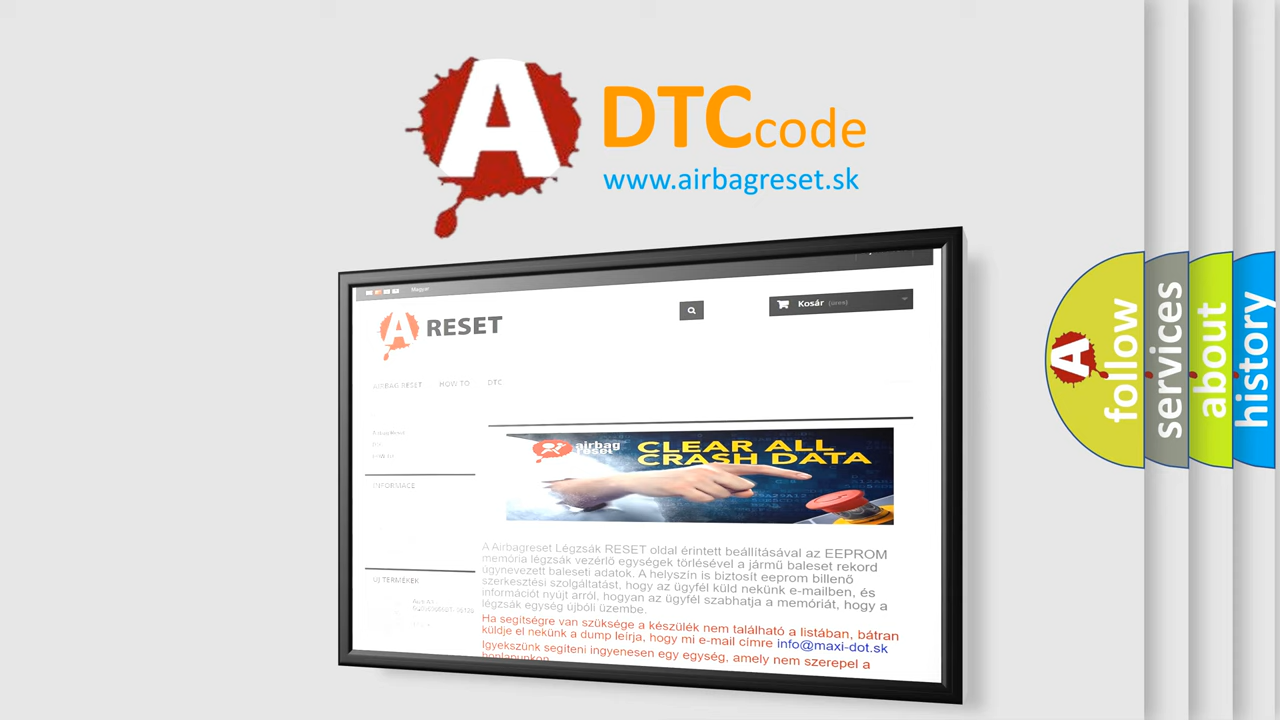 A
DTCcode
www.airbagreset.sk
Magyar
A RESET
Kosár (üres)
AIRBAG RESET HOW TO DTC
INFORMACE
airbag
reset
CLEAR ALL
CRASH DATA
A Airbagreset Légzsák RESET oldal érintett beállításával az EEPROM
memória légzsák vezérlő egységek törlésével a jármű baleset rekord
úgynevezett baleseti adatok. A helyszín is biztosít eeprom billenő
szerkesztési szolgáltatást, hogy az ügyfél küld nekünk e-mailben, és
információt nyújt arról, hogyan az ügyfél szabhatja a memóriát, hogy a
légzsák egység újbóli üzembe.
Ha segítségre van szüksége a készülék nem található a listában, bátran
küldje el nekünk a dump leírja, hogy mi e-mail címre info@maxi-dot.sk
Igyekszünk segíteni ingyenesen egy egység, amely nem szerepel a
honlapunkon.
ÚJ TERMÉKEK
A
follow
services
about
history